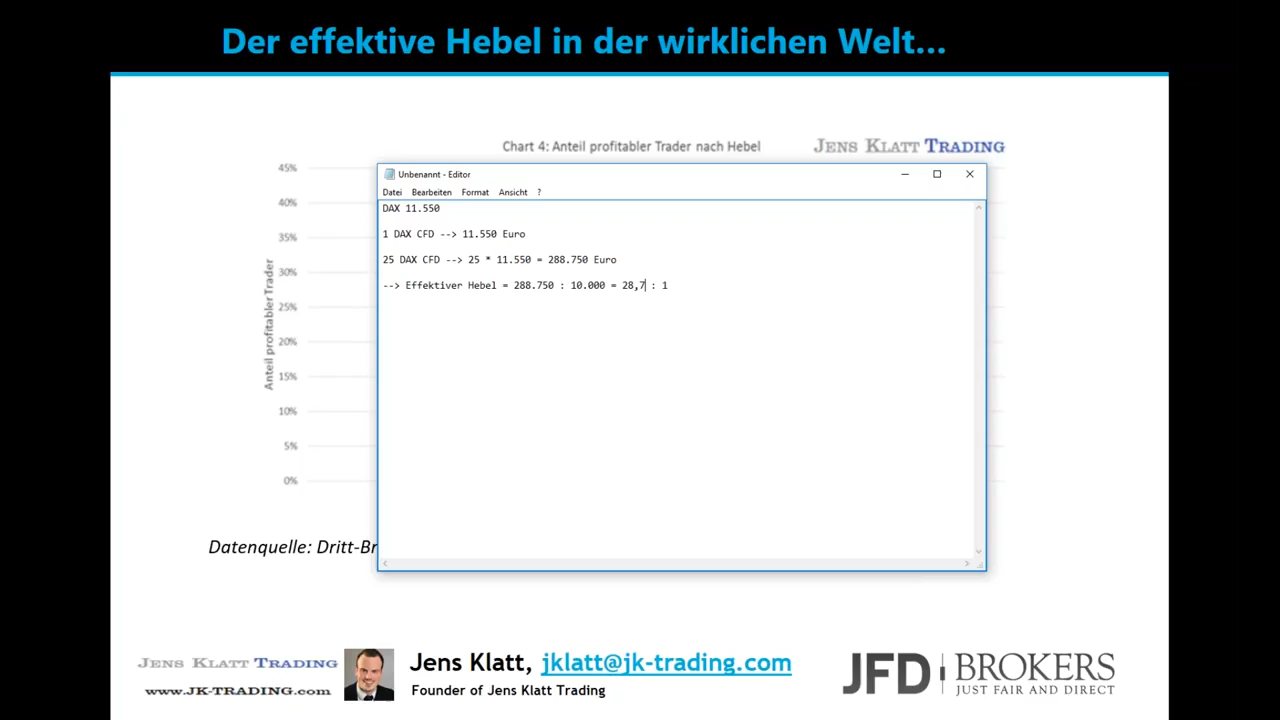 Der effektive Hebel in der wirklichen Welt...
Chart 4: Anteil profitabler Trader nach Hebel
JENS KLATT TRADING
45%
40%
35%
30%
25%
20%
15%
10%
5%
0%
Anteil profitabler Trader
Unbenannt - Editor
Datei Bearbeiten Format Ansicht ?
DAX 11.550
1 DAX CFD --> 11.550 Euro
25 DAX CFD --> 25 * 11.550 = 288.750 Euro
--> Effektiver Hebel = 288.750 : 10.000 = 28,7 : 1
Datenquelle: Dritt-Br
JENS KLATT TRADING
www.JK-TRADING.com
Jens Klatt, jklatt@jk-trading.com
Founder of Jens Klatt Trading
JFD BROKERS
JUST FAIR AND DIRECT